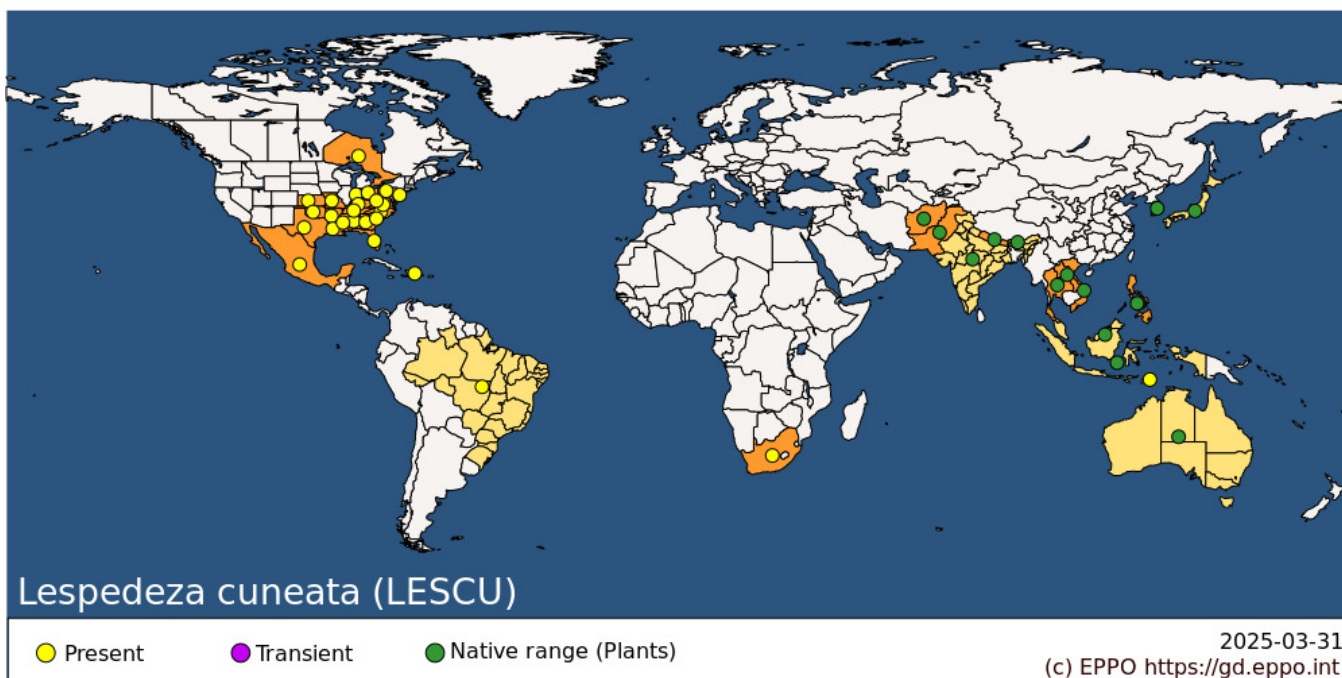 Lespedeza cuneata (LESCU)
Present
Transient
Native range (Plants)
2025-03-31
(c) EPPO https://gd.eppo.int